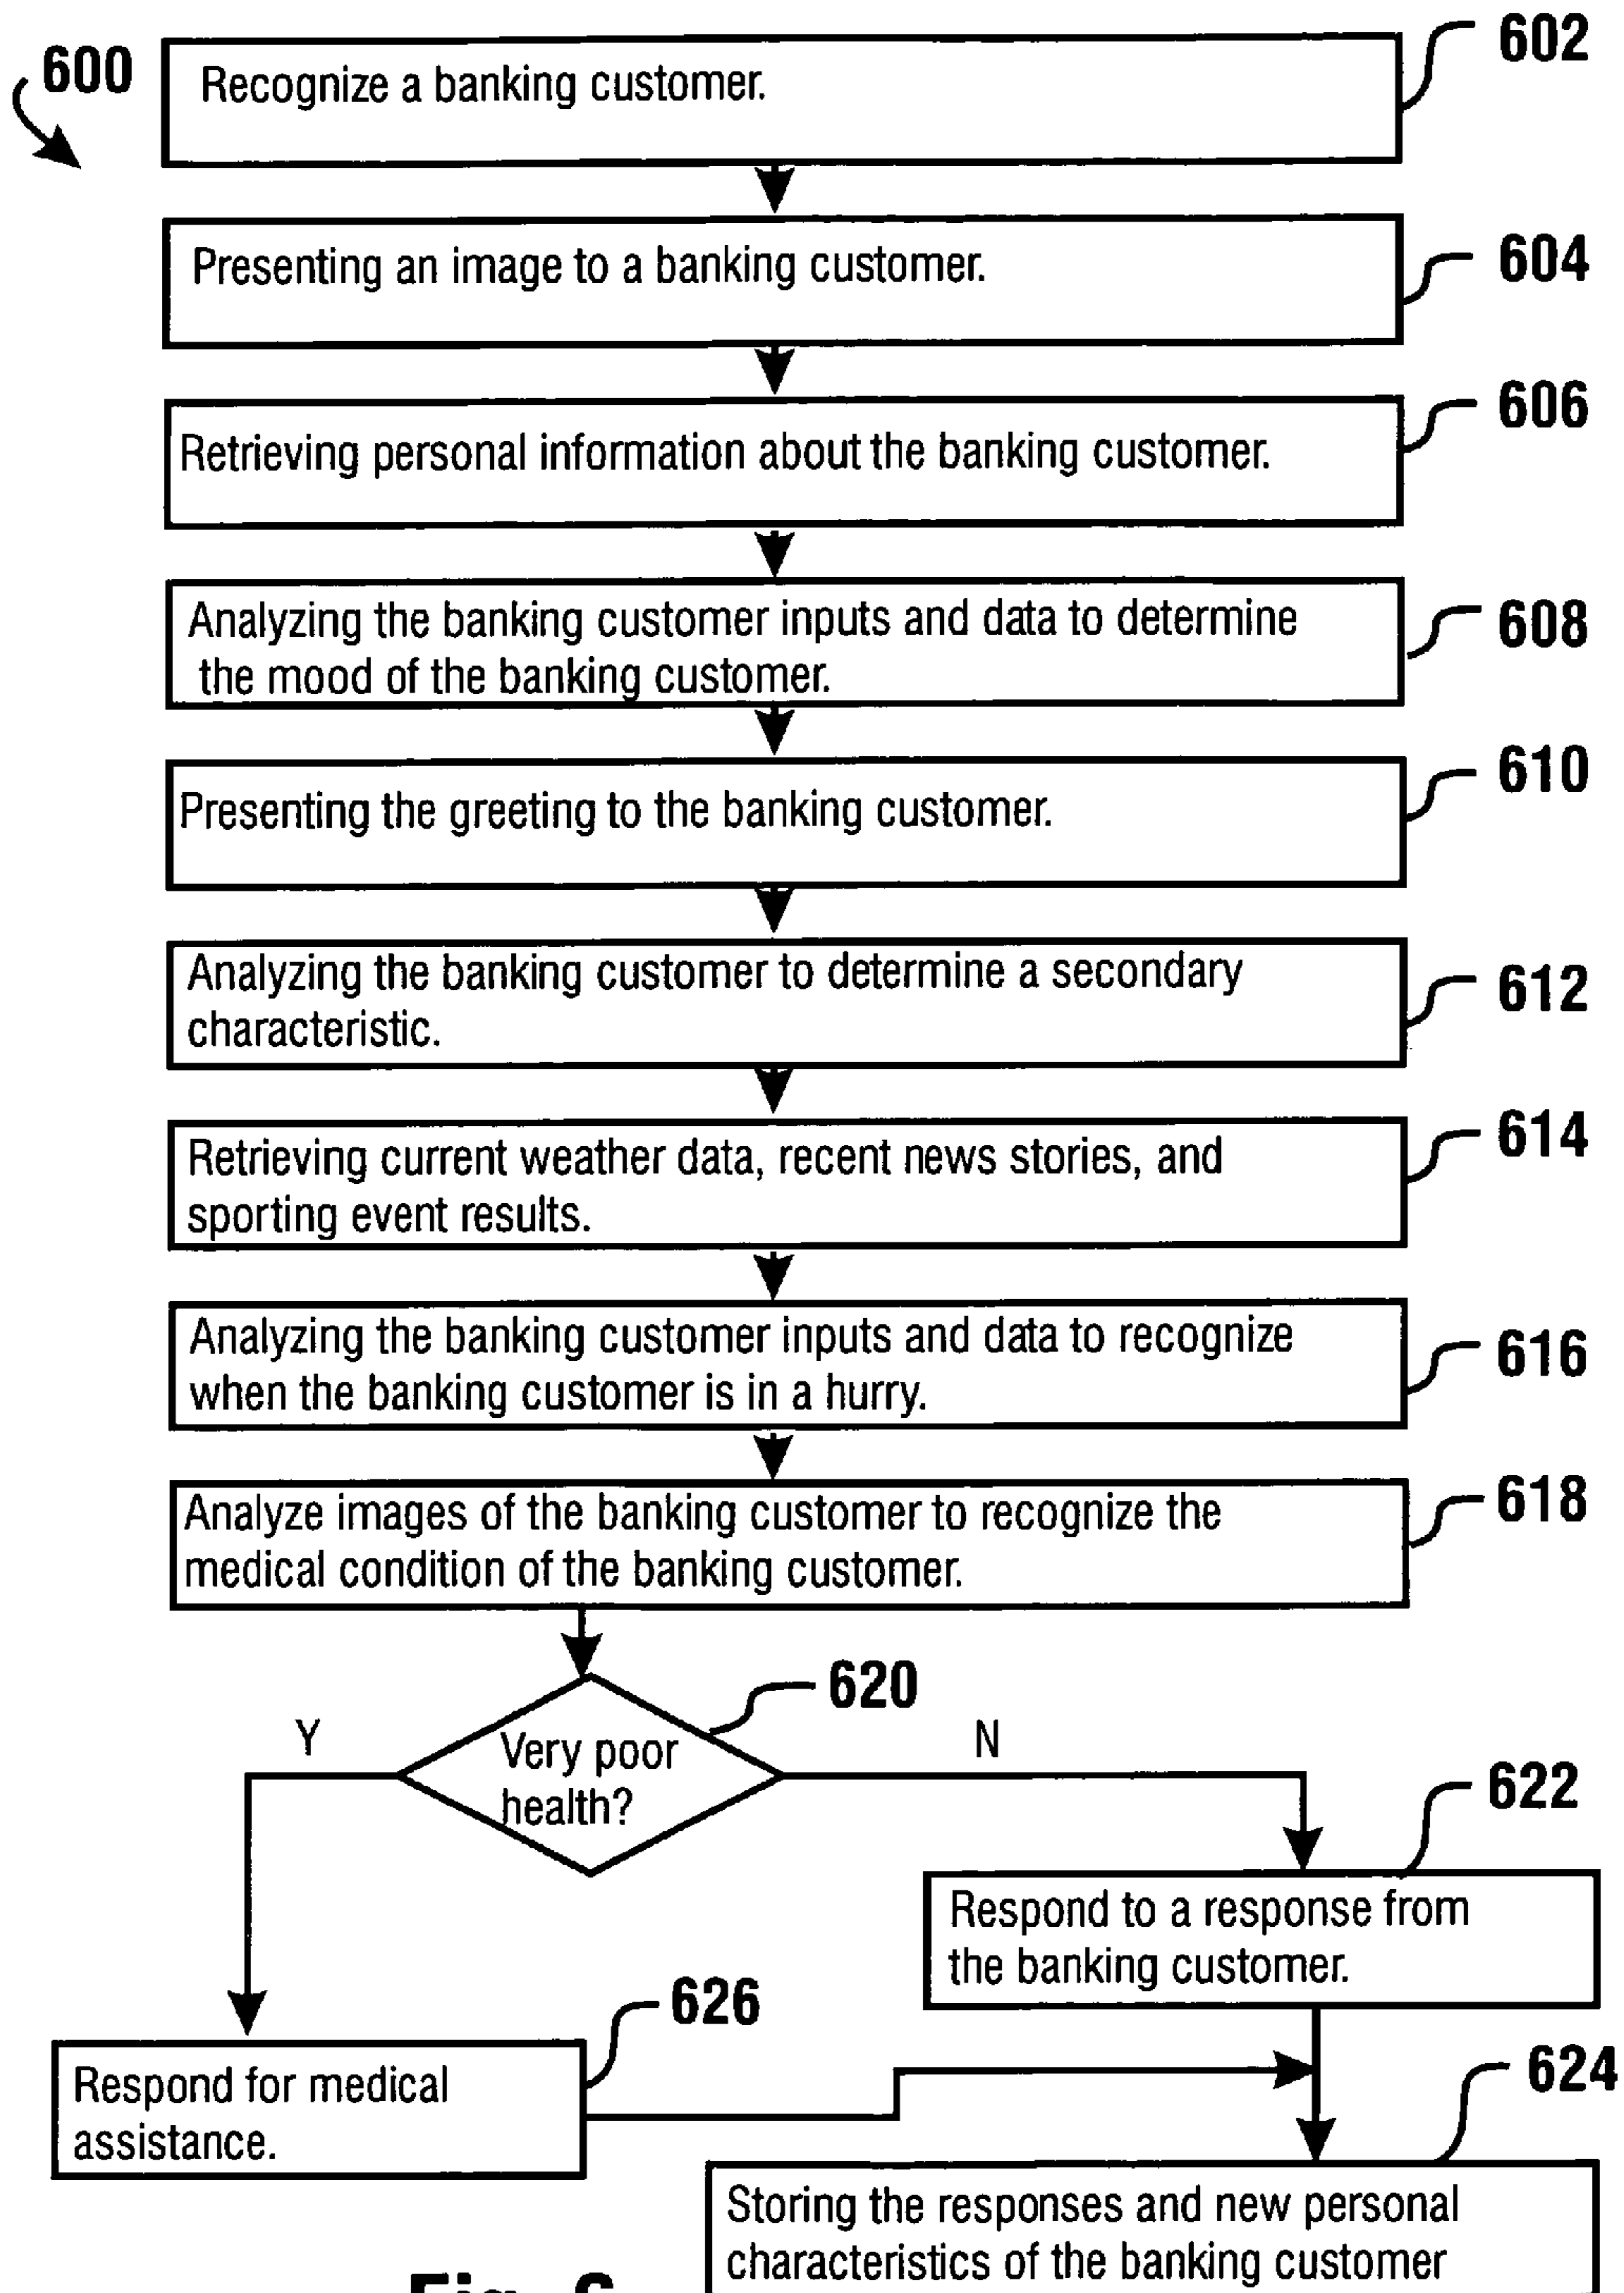 600
Recognize a banking customer.
602
Presenting an image to a banking customer.
604
Retrieving personal information about the banking customer.
606
Analyzing the banking customer inputs and data to determine
the mood of the banking customer.
608
Presenting the greeting to the banking customer.
610
Analyzing the banking customer to determine a secondary
characteristic.
612
Retrieving current weather data, recent news stories, and
sporting event results.
614
Analyzing the banking customer inputs and data to recognize
when the banking customer is in a hurry.
616
Analyze images of the banking customer to recognize the
medical condition of the banking customer.
618
620
Y
Very poor
health?
N
622
Respond to a response from
the banking customer.
626
Respond for medical
assistance.
624
Storing the responses and new personal
characteristics of the banking customer
Fig.